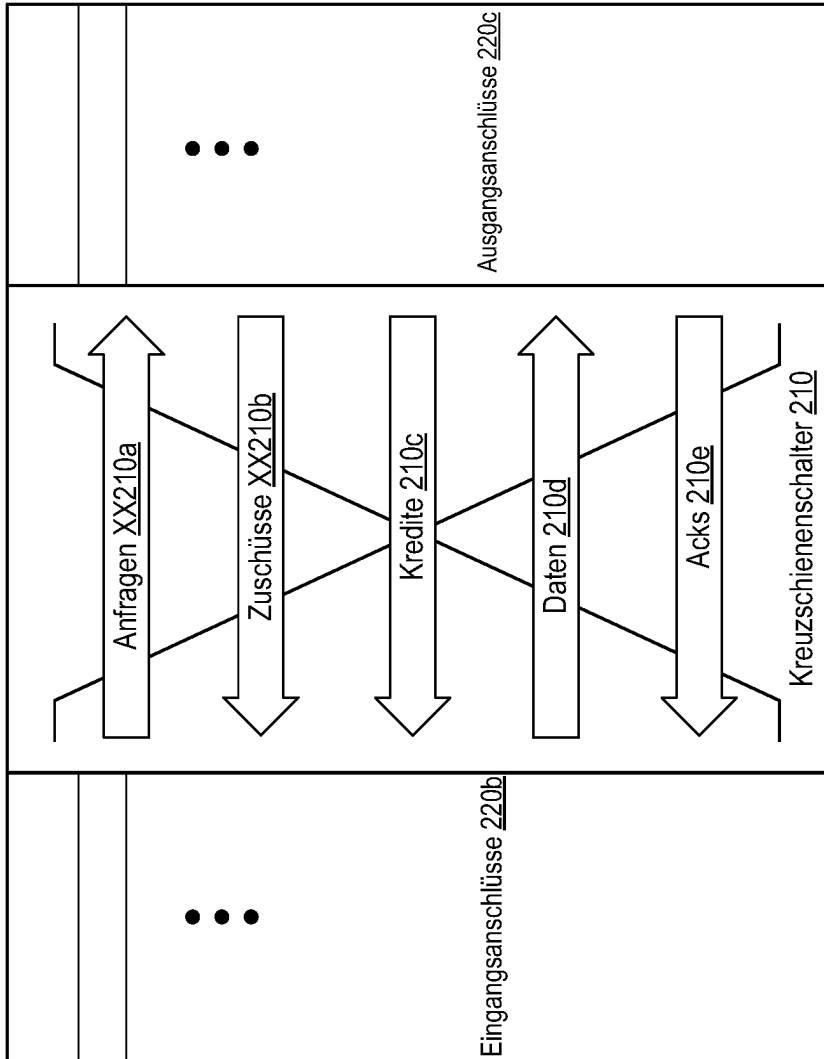 Anfragen XX210a
Zuschüsse XX210b
Kredite 210c
Daten 210d
Acks 210e
Kreuzschienenschalter 210
Eingangsanschlüsse 220b
Ausgangsanschlüsse 220c